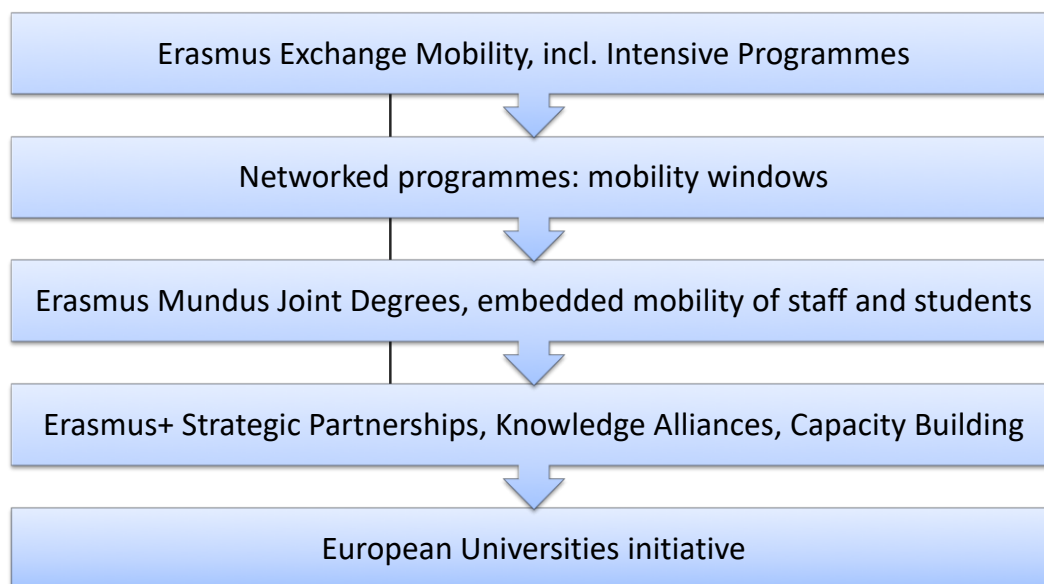 Erasmus Exchange Mobility, incl. Intensive Programmes
Networked programmes: mobility windows
Erasmus Mundus Joint Degrees, embedded mobility of staff and students
Erasmus+ Strategic Partnerships, Knowledge Alliances, Capacity Building
European Universities initiative